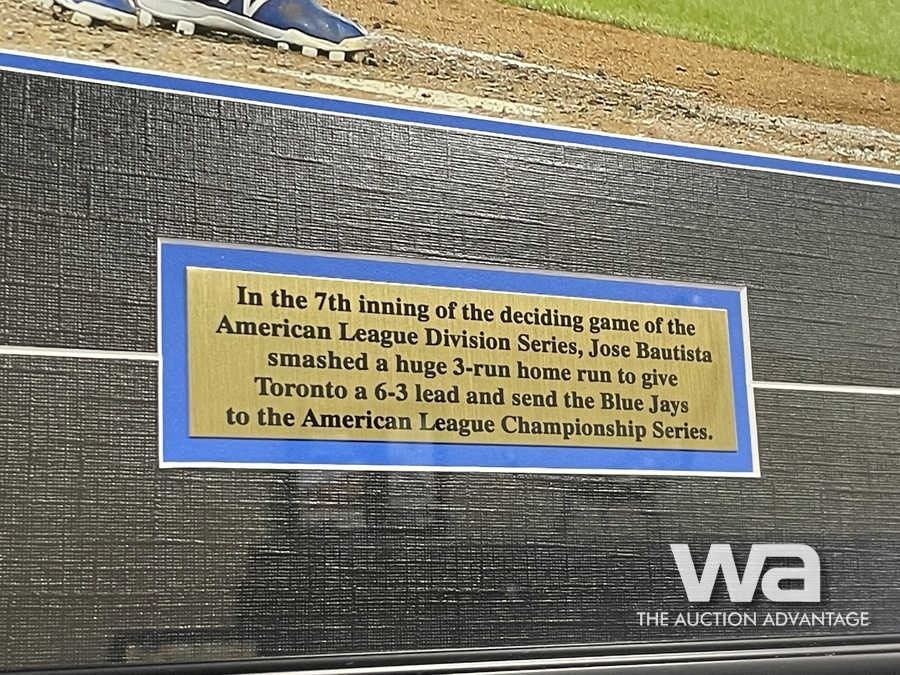 In the 7th inning of the deciding game of the
American League Division Series, Jose Bautista
smashed a huge 3-run home run to give
Toronto a 6-3 lead and send the Blue Jays
to the American League Championship Series.
wa
THE AUCTION ADVANTAGE